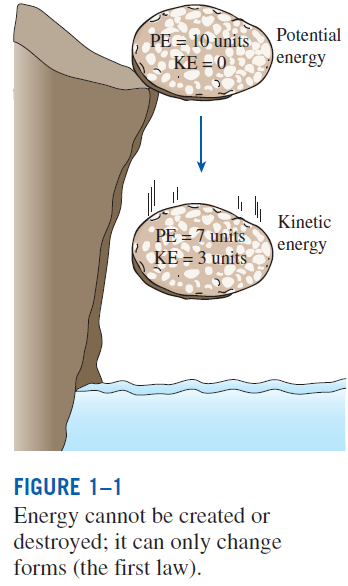 PE = 10 units
KE = 0
Potential
energy
PE = 7 units
KE = 3 units
Kinetic
energy
FIGURE 1–1
Energy cannot be created or
destroyed; it can only change
forms (the first law).